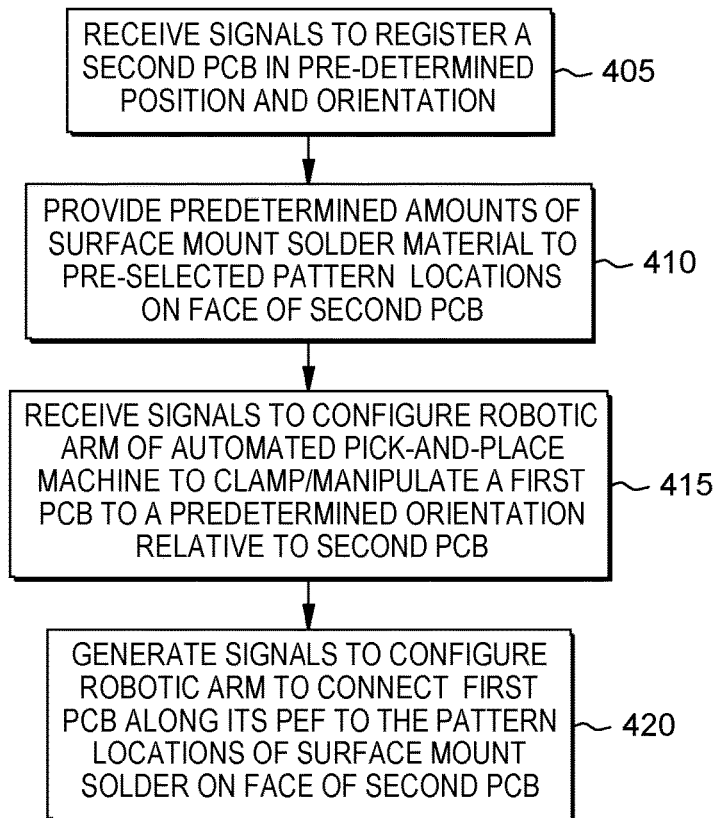 RECEIVE SIGNALS TO REGISTER A
SECOND PCB IN PRE-DETERMINED
POSITION AND ORIENTATION
405
PROVIDE PREDETERMINED AMOUNTS OF
SURFACE MOUNT SOLDER MATERIAL TO
PRE-SELECTED PATTERN LOCATIONS
ON FACE OF SECOND PCB
410
RECEIVE SIGNALS TO CONFIGURE ROBOTIC
ARM OF AUTOMATED PICK-AND-PLACE
MACHINE TO CLAMP/MANIPULATE A FIRST
PCB TO A PREDETERMINED ORIENTATION
RELATIVE TO SECOND PCB
415
GENERATE SIGNALS TO CONFIGURE
ROBOTIC ARM TO CONNECT FIRST
PCB ALONG ITS PEF TO THE PATTERN
LOCATIONS OF SURFACE MOUNT
SOLDER ON FACE OF SECOND PCB
420